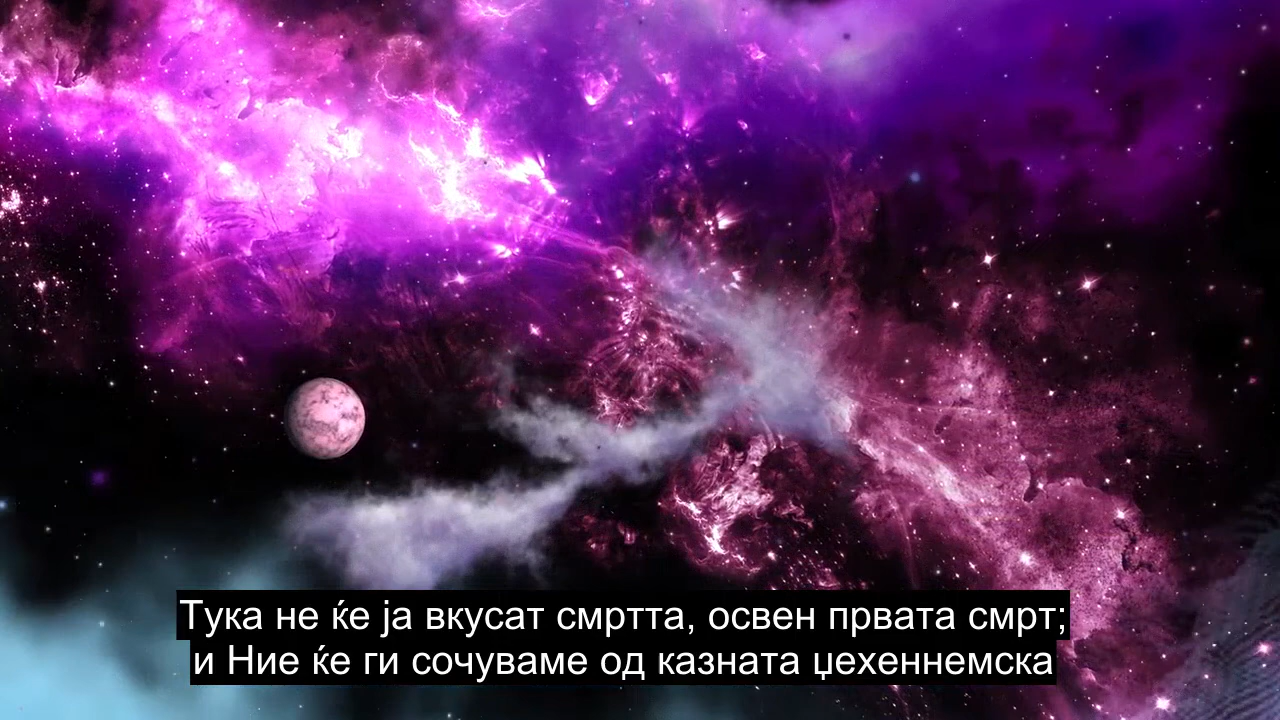 Тука не ќе ја вкусат смртта, освен првата смрт;
и Ние ќе ги сочуваме од казната џехеннемска